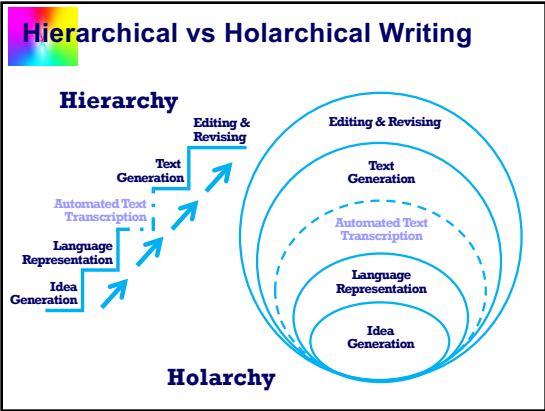 Hierarchical vs Holarchical Writing
Hierarchy
Editing &
Revising
Text
Generation
Automated Text
Transcription
Language
Representation
Idea
Generation
Editing & Revising
Text
Generation
Automated Text
Transcription
Language
Representation
Idea
Generation
Holarchy